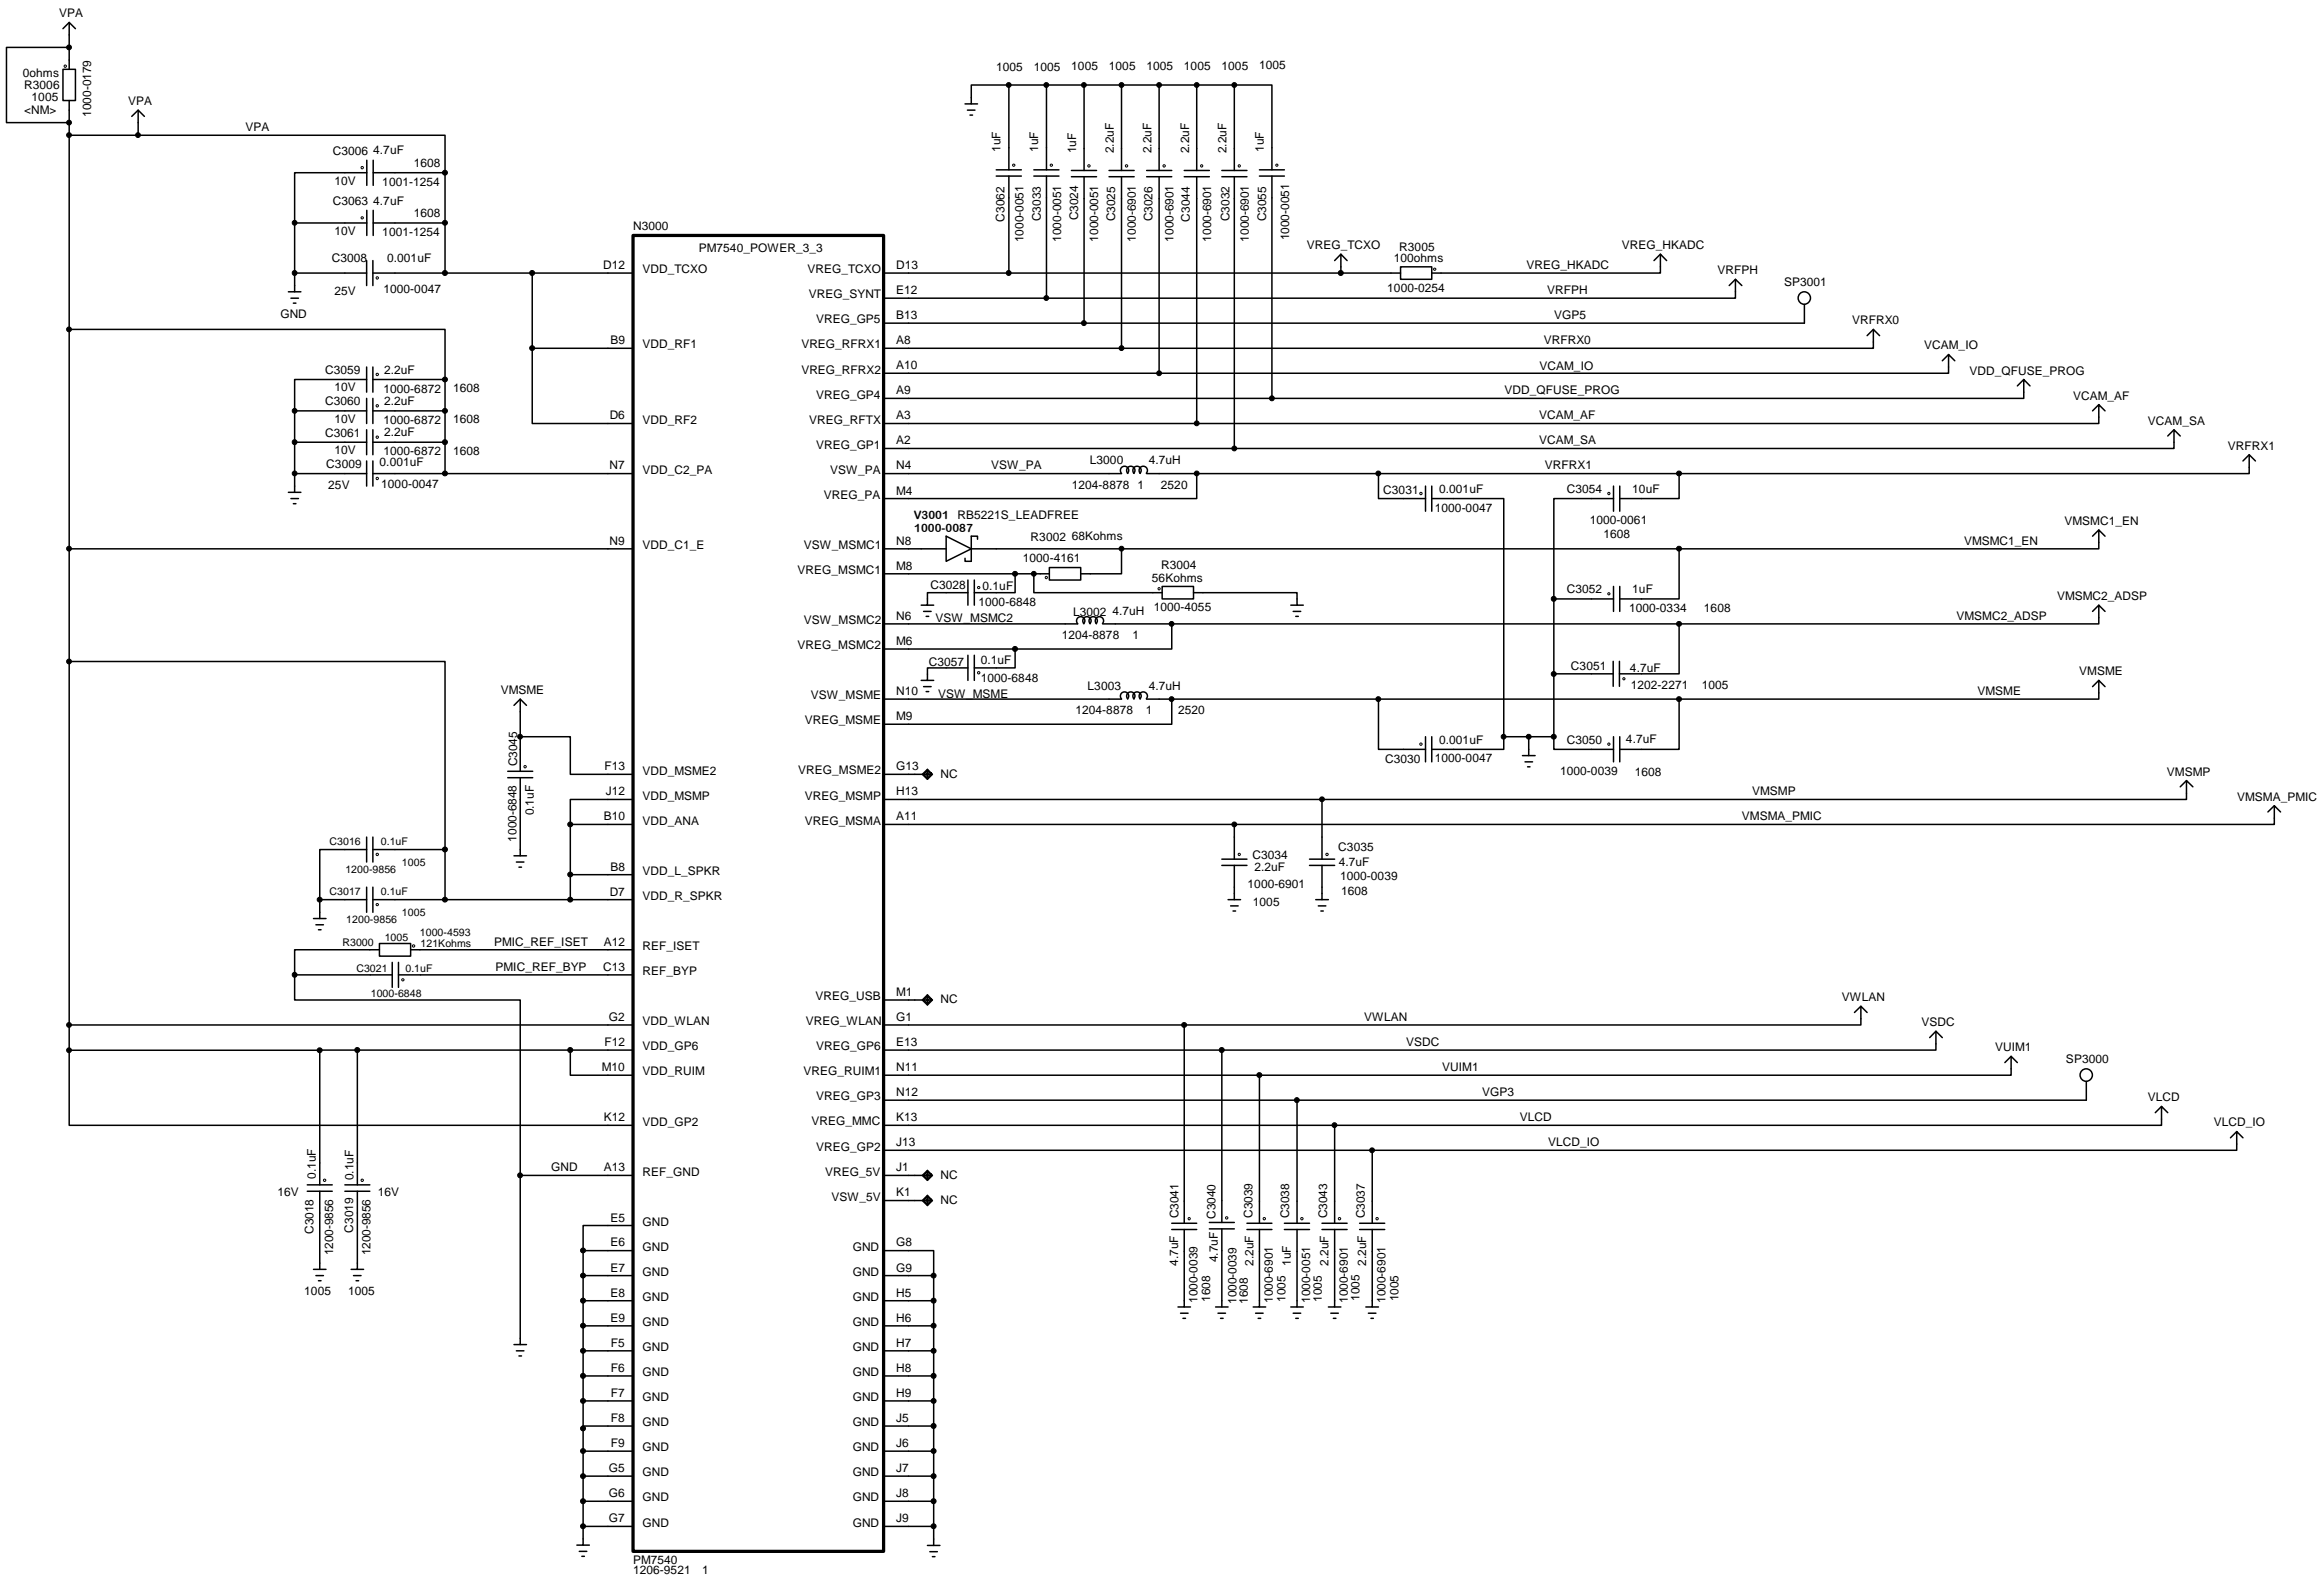 VPA
0ohms
R3006
1005
<NM>
1000-0179
VPA
VPA
C3006 4.7uF
1608
10V 1001-1254
C3063 4.7uF
1608
10V 1001-1254
C3008 0.001uF
25V 1000-0047
GND
C3059 2.2uF
10V 1000-6872 1608
C3060 2.2uF
10V 1000-6872 1608
C3061 2.2uF
10V 1000-6872 1608
C3009 0.001uF
25V 1000-0047
VMSME
C3045
1000-6848
0.1uF
C3016 0.1uF
1005
1200-9856
C3017 0.1uF
1005
1200-9856
R3000 1005 1000-4593
121Kohms
PMIC_REF_ISET
C3021 0.1uF
PMIC_REF_BYP
1000-6848
GND
0.1uF
16V
C3018
1200-9856
1005
0.1uF
16V
C3019
1200-9856
1005
N3000
PM7540_POWER_3_3
D12 VDD_TCXO
B9 VDD_RF1
D6 VDD_RF2
N7 VDD_C2_PA
N9 VDD_C1_E
F13 VDD_MSME2
J12 VDD_MSMP
B10 VDD_ANA
B8 VDD_L_SPKR
D7 VDD_R_SPKR
A12 REF_ISET
C13 REF_BYP
G2 VDD_WLAN
F12 VDD_GP6
M10 VDD_RUIM
K12 VDD_GP2
A13 REF_GND
E5 GND
E6 GND
E7 GND
E8 GND
E9 GND
F5 GND
F6 GND
F7 GND
F8 GND
F9 GND
G5 GND
G6 GND
G7 GND
VREG_TCXO D13
VREG_SYNT E12
VREG_GP5 B13
VREG_RFRX1 A8
VREG_RFRX2 A10
VREG_GP4 A9
VREG_RFTX A3
VREG_GP1 A2
VSW_PA N4
VREG_PA M4
VSW_MSMC1 N8
VREG_MSMC1 M8
VSW_MSMC2 N6
VREG_MSMC2 M6
VSW_MSME N10
VREG_MSME M9
VREG_MSME2 G13 NC
VREG_MSMP H13
VREG_MSMA A11
VREG_USB M1 NC
VREG_WLAN G1
VREG_GP6 E13
VREG_RUIM1 N11
VREG_GP3 N12
VREG_MMC K13
VREG_GP2 J13
VREG_5V J1 NC
VSW_5V K1 NC
GND G8
GND G9
GND H5
GND H6
GND H7
GND H8
GND H9
GND J5
GND J6
GND J7
GND J8
GND J9
PM7540
1206-9521 1
1005 1005 1005 1005 1005 1005 1005 1005
1uF
C3062
1000-0051
1uF
C3033
1000-0051
1uF
C3024
1000-0051
2.2uF
C3025
1000-6901
2.2uF
C3026
1000-6901
2.2uF
C3044
1000-6901
2.2uF
C3032
1000-6901
1uF
C3055
1000-0051
VREG_TCXO
R3005
100ohms
1000-0254
VREG_HKADC
VREG_HKADC
VRFPH
VRFPH
VGP5
SP3001
VRFRX0
VRFRX0
VCAM_IO
VCAM_IO
VDD_QFUSE_PROG
VDD_QFUSE_PROG
VCAM_AF
VCAM_AF
VCAM_SA
VCAM_SA
VSW_PA
L3000 4.7uH
1204-8878 1 2520
VRFRX1
VRFRX1
C3031 0.001uF
1000-0047
C3054 10uF
1000-0061
1608
V3001 RB5221S_LEADFREE
1000-0087
R3002 68Kohms
1000-4161
VMSMC1_EN
VMSMC1_EN
C3028 0.1uF
1000-6848
R3004
56Kohms
1000-4055
C3052 1uF
1000-0334 1608
VSW_MSMC2
L3002 4.7uH
1204-8878 1
VMSMC2_ADSP
VMSMC2_ADSP
C3057 0.1uF
1000-6848
C3051 4.7uF
1202-2271 1005
VSW_MSME
L3003 4.7uH
1204-8878 1 2520
VMSME
VMSME
C3030 0.001uF
1000-0047
C3050 4.7uF
1000-0039 1608
VMSMP
VMSMP
VMSMA_PMIC
VMSMA_PMIC
C3034
2.2uF
1000-6901
1005
C3035
4.7uF
1000-0039
1608
VWLAN
VWLAN
VSDC
VSDC
VUIM1
VUIM1
VGP3
SP3000
VLCD
VLCD
VLCD_IO
VLCD_IO
C3041
4.7uF
1000-0039
1608
C3040
4.7uF
1000-0039
1608
C3039
2.2uF
1000-6901
1005
C3038
1uF
1000-0051
1005
C3043
2.2uF
1000-6901
1005
C3037
2.2uF
1000-6901
1005